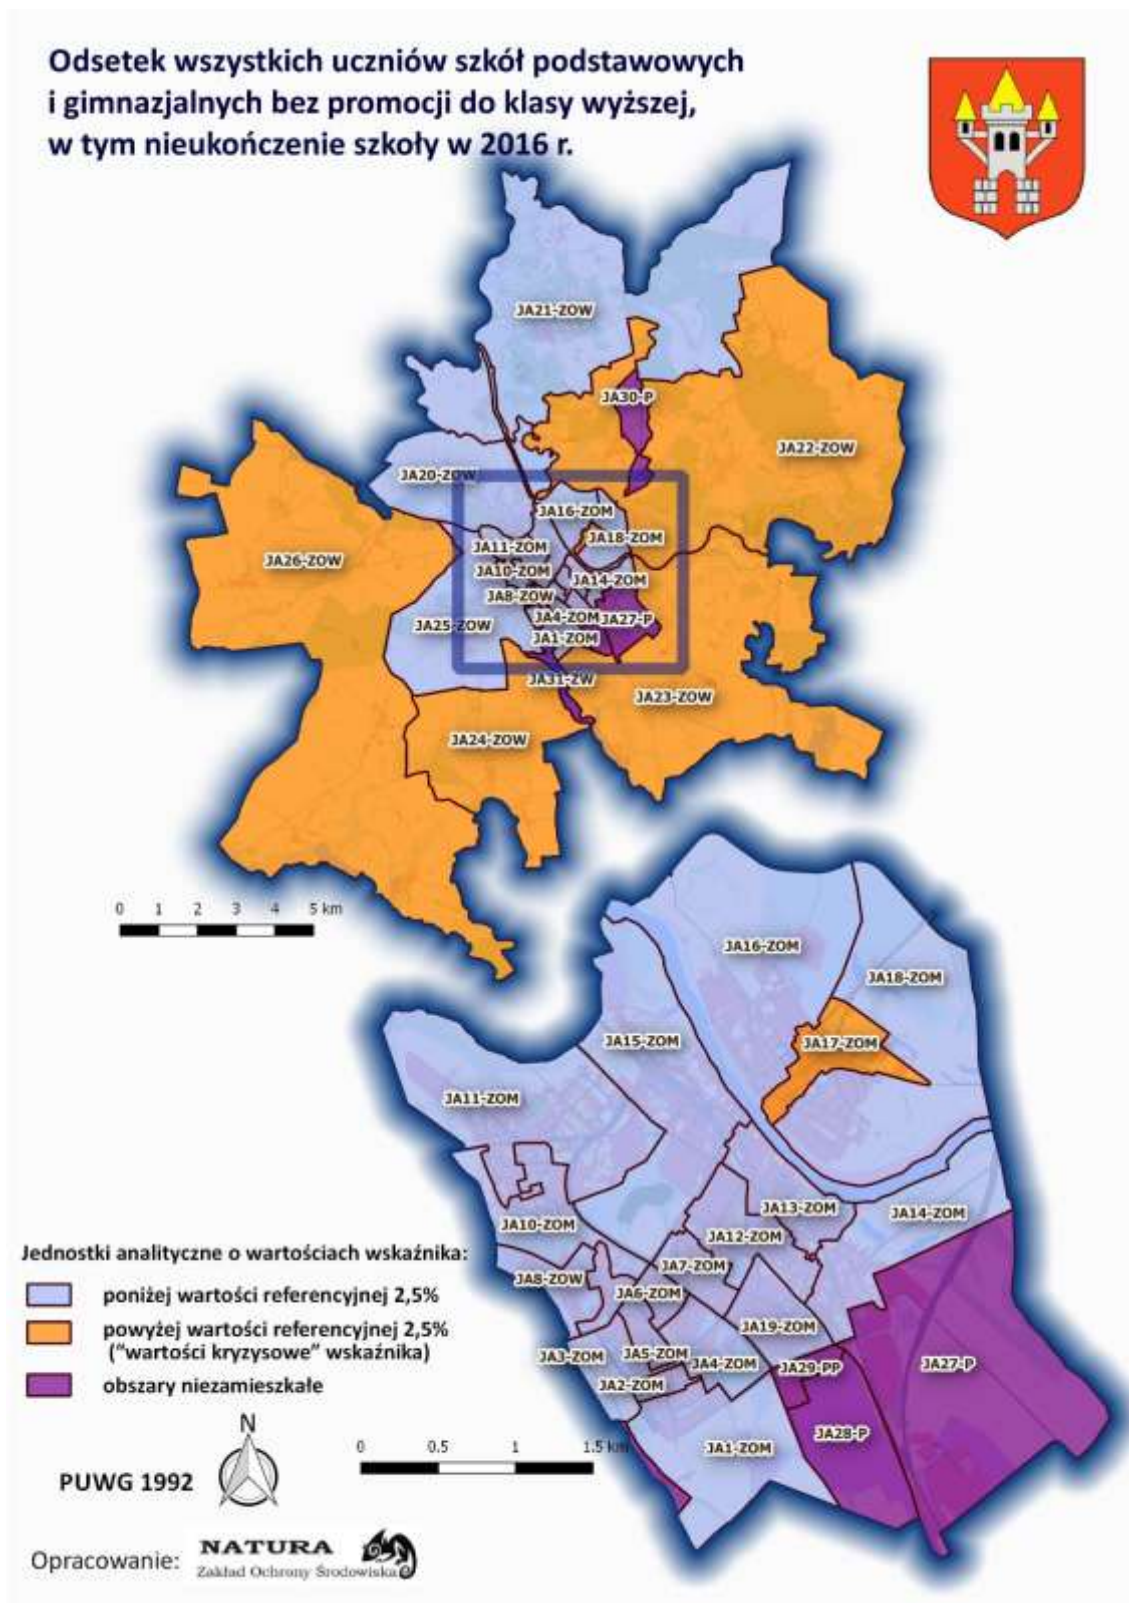 Odsetek wszystkich uczniów szkół podstawowych
i gimnazjalnych bez promocji do klasy wyższej,
w tym nieukończenie szkoły w 2016 r.
JA21-ZOW
JA30-P
JA22-ZOW
JA20-ZOW
JA16-ZOM
JA18-ZOM
JA11-ZOM
JA26-ZOW
JA10-ZOM
JA14-ZOM
JA8-ZOW
JA4-ZOM
JA27-P
JA25-ZOW
JA1-ZOM
JA31-ZW
JA23-ZOW
JA24-ZOW
0 1 2 3 4 5 km
JA16-ZOM
JA18-ZOM
JA15-ZOM
JA17-ZOM
JA11-ZOM
JA13-ZOM
JA14-ZOM
JA10-ZOM
JA12-ZOM
JA7-ZOM
JA8-ZOW
JA6-ZOM
JA19-ZOM
JA3-ZOM
JA5-ZOM
JA4-ZOM
JA29-PP
JA27-P
JA2-ZOM
JA28-P
JA1-ZOM
Jednostki analityczne o wartościach wskaźnika:
poniżej wartości referencyjnej 2,5%
powyżej wartości referencyjnej 2,5%
("wartości kryzysowe" wskaźnika)
obszary niezamieszkałe
N
0 0.5 1 1.5 km
PUWG 1992
Opracowanie:
NATURA
Zakład Ochrony Środowiska